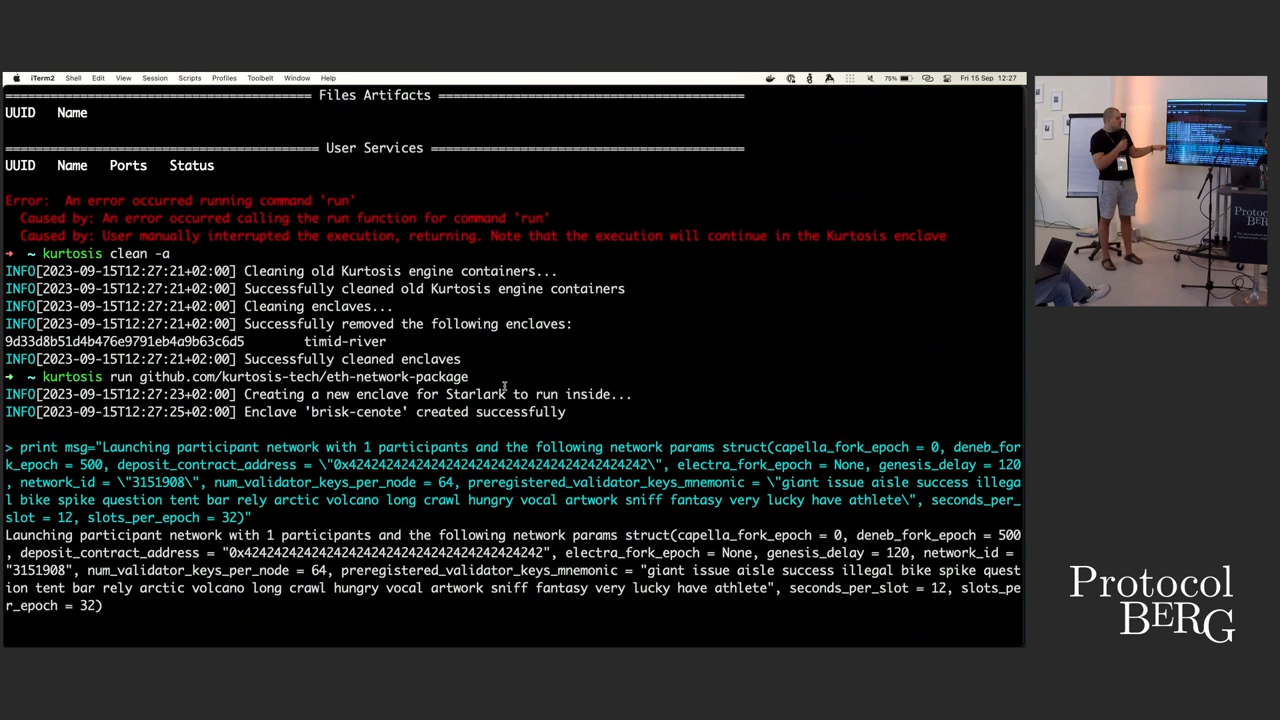 iTerm2 Shell Edit View Session Scripts Profiles Toolbelt Window Help 75% Fri 15 Sep 12:27
Files Artifacts
UUID Name
User Services
UUID Name Ports Status
Error: An error occurred running command 'run'
Caused by: An error occurred calling the run function for command 'run'
Caused by: User manually interrupted the execution, returning. Note that the execution will continue in the Kurtosis enclave
➜ ~ kurtosis clean -a
INFO[2023-09-15T12:27:21+02:00] Cleaning old Kurtosis engine containers...
INFO[2023-09-15T12:27:21+02:00] Successfully cleaned old Kurtosis engine containers
INFO[2023-09-15T12:27:21+02:00] Cleaning enclaves...
INFO[2023-09-15T12:27:21+02:00] Successfully removed the following enclaves:
9d33d8b51d4b476e9791eb4a9b63c6d5 timid-river
INFO[2023-09-15T12:27:21+02:00] Successfully cleaned enclaves
➜ ~ kurtosis run github.com/kurtosis-tech/eth-network-package
INFO[2023-09-15T12:27:23+02:00] Creating a new enclave for Starlark to run inside...
INFO[2023-09-15T12:27:25+02:00] Enclave 'brisk-cenote' created successfully
> print msg="Launching participant network with 1 participants and the following network params struct(capella_fork_epoch = 0, deneb_for
k_epoch = 500, deposit_contract_address = \"0x4242424242424242424242424242424242424242\", electra_fork_epoch = None, genesis_delay = 120
, network_id = \"3151908\", num_validator_keys_per_node = 64, preregistered_validator_keys_mnemonic = \"giant issue aisle success illega
l bike spike question tent bar rely arctic volcano long crawl hungry vocal artwork sniff fantasy very lucky have athlete\", seconds_per_
slot = 12, slots_per_epoch = 32)"
Launching participant network with 1 participants and the following network params struct(capella_fork_epoch = 0, deneb_fork_epoch = 500
, deposit_contract_address = "0x4242424242424242424242424242424242424242", electra_fork_epoch = None, genesis_delay = 120, network_id =
"3151908", num_validator_keys_per_node = 64, preregistered_validator_keys_mnemonic = "giant issue aisle success illegal bike spike quest
ion tent bar rely arctic volcano long crawl hungry vocal artwork sniff fantasy very lucky have athlete", seconds_per_slot = 12, slots_pe
r_epoch = 32)
Protocol
BERG